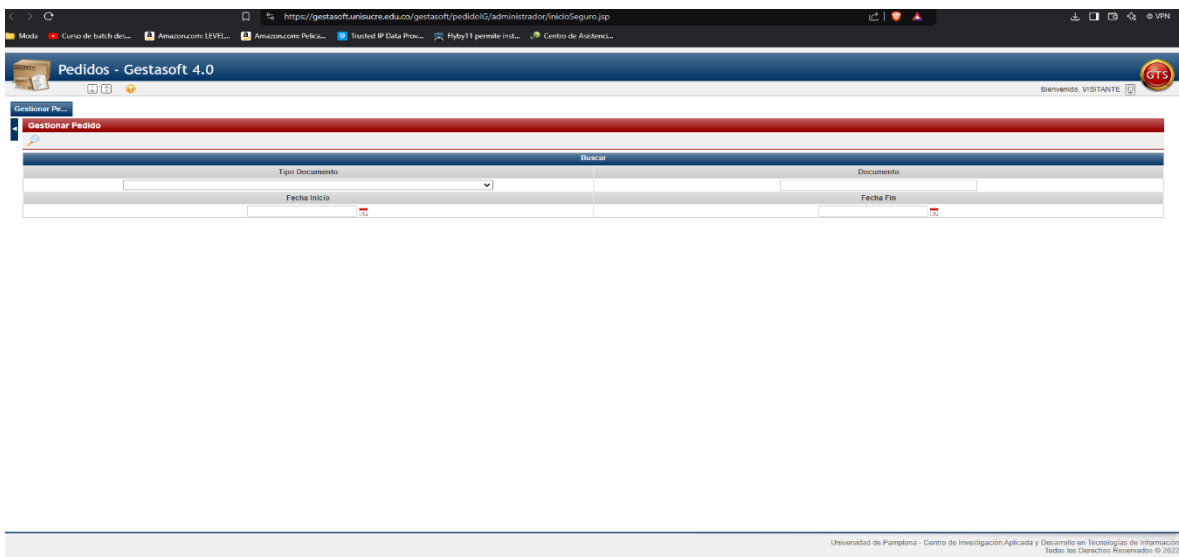 https://gestasoft.unisucre.edu.co/gestasoft/pedidoIG/administrador/inicioSeguro.jsp
VPN
Moda Curso de batch des... Amazon.com: LEVEL... Amazon.com: Pelica... Trusted IP Data Prov... Flyby11 permite inst... Centro de Asistenci...
Pedidos - Gestasoft 4.0
GTS
Bienvenido, VISITANTE
Gestionar Pe...
Gestionar Pedido
Buscar
Tipo Documento Documento
Fecha Inicio Fecha Fin
Universidad de Pamplona - Centro de Investigación Aplicada y Desarrollo en Tecnologías de Información
Todos los Derechos Reservados © 2022